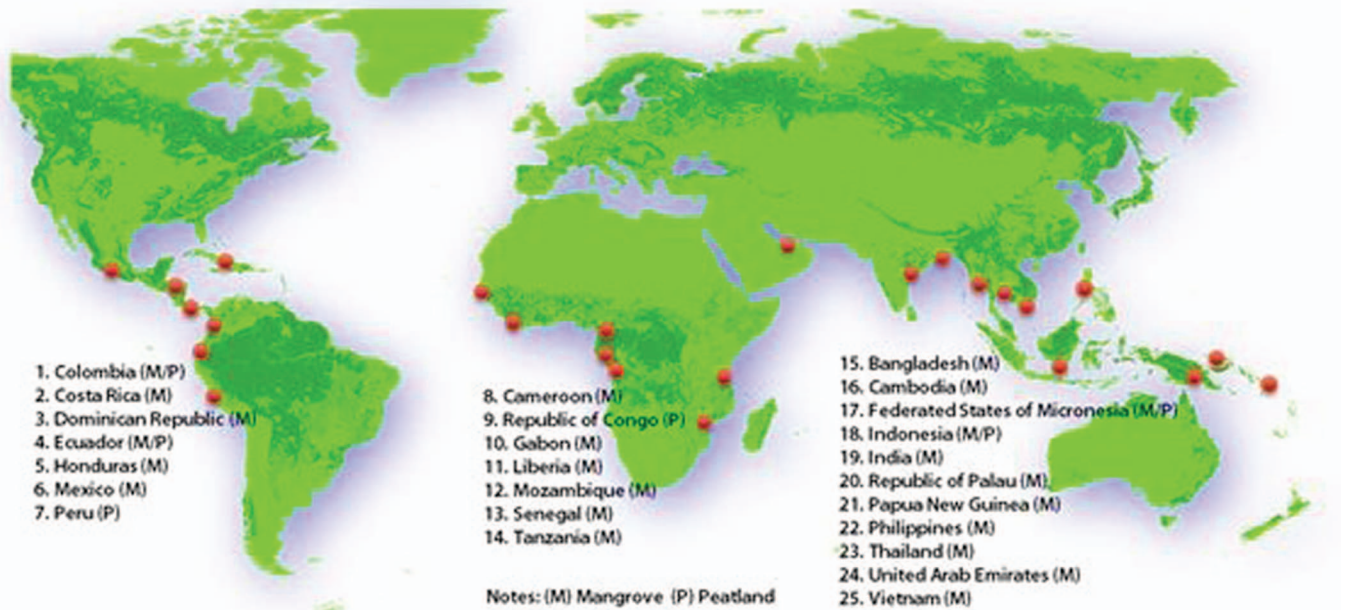 1. Colombia (M/P)
2. Costa Rica (M)
3. Dominican Republic (M)
4. Ecuador (M/P)
5. Honduras (M)
6. Mexico (M)
7. Peru (P)
8. Cameroon (M)
9. Republic of Congo (P)
10. Gabon (M)
11. Liberia (M)
12. Mozambique (M)
13. Senegal (M)
14. Tanzania (M)
Notes: (M) Mangrove (P) Peatland
15. Bangladesh (M)
16. Cambodia (M)
17. Federated States of Micronesia (M/P)
18. Indonesia (M/P)
19. India (M)
20. Republic of Palau (M)
21. Papua New Guinea (M)
22. Philippines (M)
23. Thailand (M)
24. United Arab Emirates (M)
25. Vietnam (M)